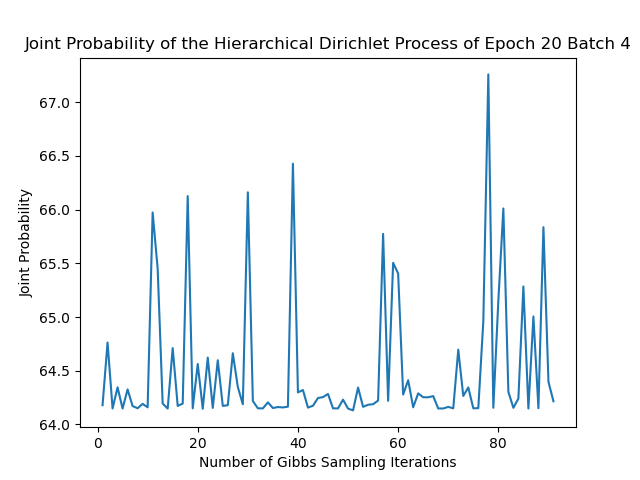 Joint Probability of the Hierarchical Dirichlet Process of Epoch 20 Batch 4
67.0
66.5
66.0
65.5
65.0
64.5
64.0
Joint Probability
0 20 40 60 80
Number of Gibbs Sampling Iterations